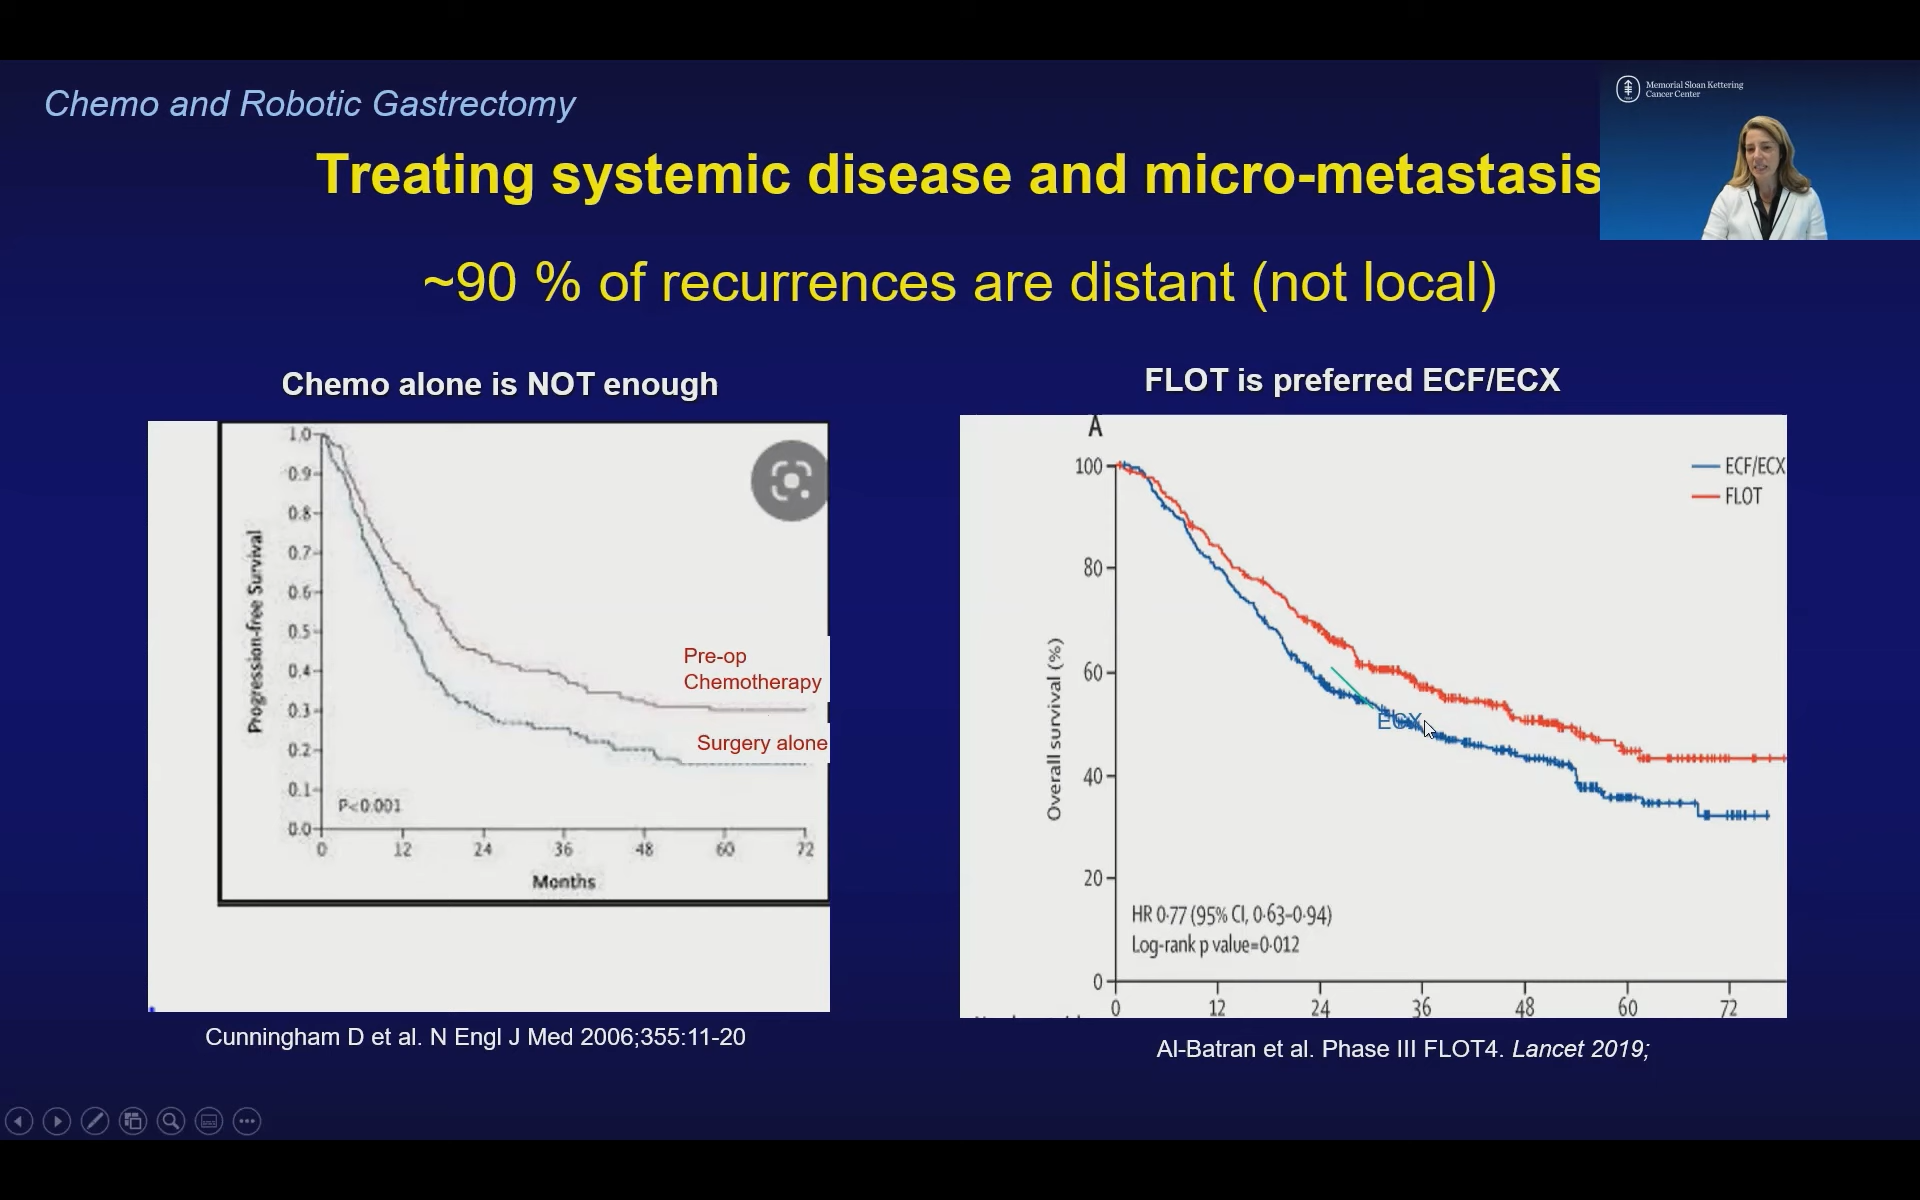 Chemo and Robotic Gastrectomy
Memorial Sloan Kettering
Cancer Center
Treating systemic disease and micro-metastasis
~90 % of recurrences are distant (not local)
Chemo alone is NOT enough
FLOT is preferred ECF/ECX
Progression-free Survival
1.0
0.9
0.8
0.7
0.6
0.5
0.4
0.3
0.2
0.1
0.0
Pre-op
Chemotherapy
Surgery alone
P<0.001
0 12 24 36 48 60 72
Months
A
ECF/ECX
FLOT
Overall survival (%)
100
80
60
40
20
0
ECX
HR 0·77 (95% CI, 0·63–0·94)
Log-rank p value=0·012
0 12 24 36 48 60 72
Cunningham D et al. N Engl J Med 2006;355:11-20
Al-Batran et al. Phase III FLOT4. Lancet 2019;